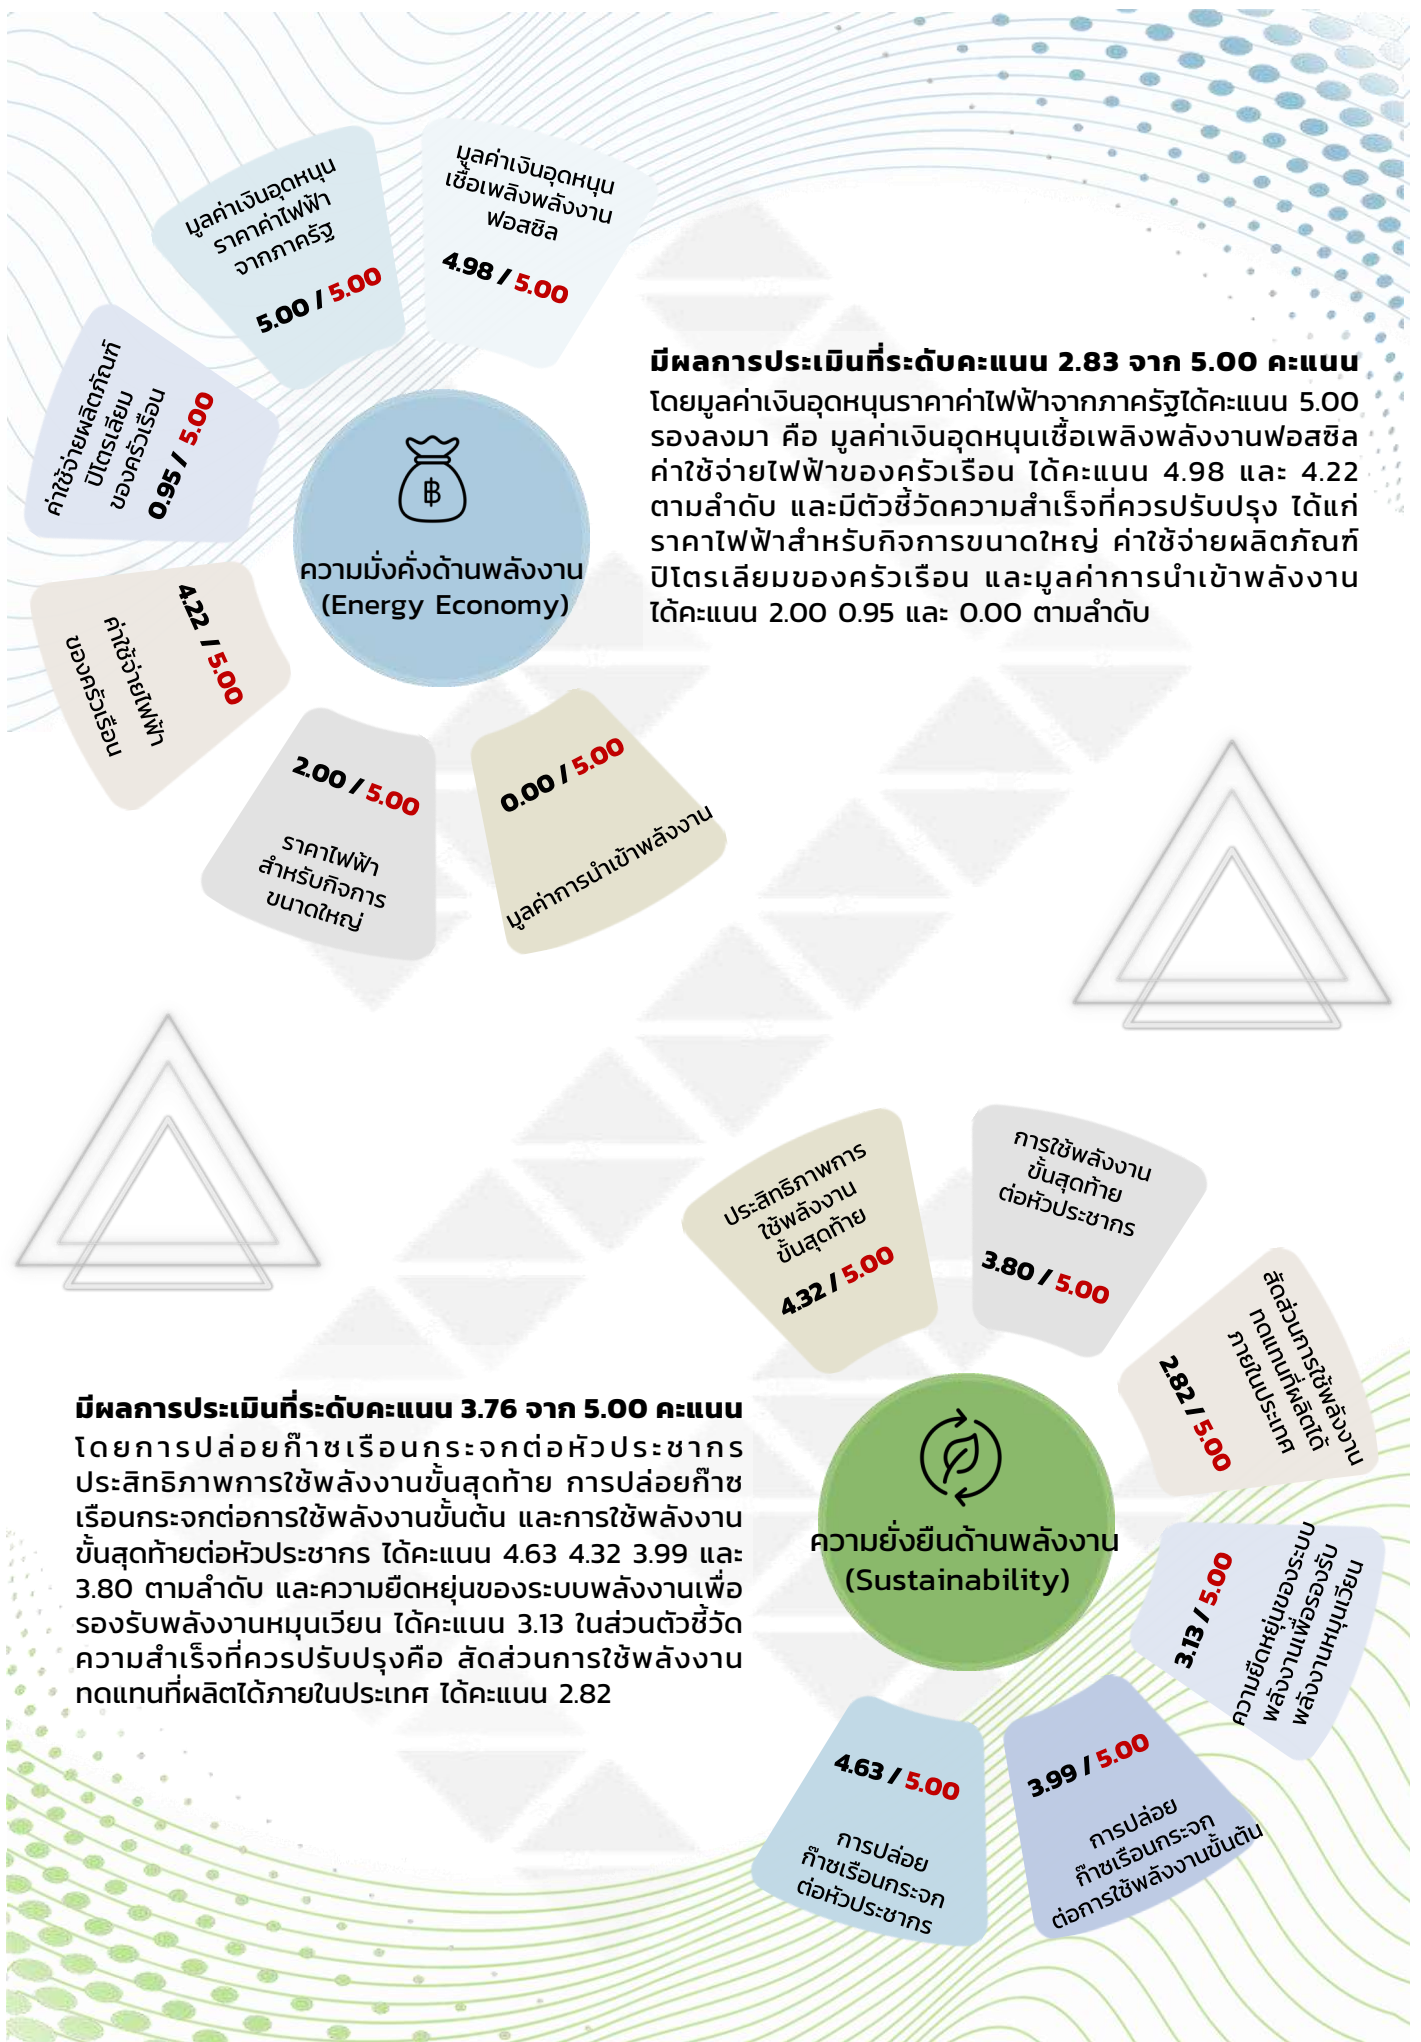 มูลค่าเงินอุดหนุน
ราคาค่าไฟฟ้า
จากภาครัฐ
5.00 / 5.00
มูลค่าเงินอุดหนุน
เชื้อเพลิงพลังงาน
ฟอสซิล
4.98 / 5.00
ค่าใช้จ่ายผลิตภัณฑ์
ปิโตรเลียม
ของครัวเรือน
0.95 / 5.00
ค่าใช้จ่ายไฟฟ้า
ของครัวเรือน
4.22 / 5.00
2.00 / 5.00
ราคาไฟฟ้า
สำหรับกิจการ
ขนาดใหญ่
0.00 / 5.00
มูลค่าการนำเข้าพลังงาน
ความมั่งคั่งด้านพลังงาน
(Energy Economy)
มีผลการประเมินที่ระดับคะแนน 2.83 จาก 5.00 คะแนน
โดยมูลค่าเงินอุดหนุนราคาค่าไฟฟ้าจากภาครัฐได้คะแนน 5.00
รองลงมา คือ มูลค่าเงินอุดหนุนเชื้อเพลิงพลังงานฟอสซิล
ค่าใช้จ่ายไฟฟ้าของครัวเรือน ได้คะแนน 4.98 และ 4.22
ตามลำดับ และมีตัวชี้วัดความสำเร็จที่ควรปรับปรุง ได้แก่
ราคาไฟฟ้าสำหรับกิจการขนาดใหญ่ ค่าใช้จ่ายผลิตภัณฑ์
ปิโตรเลียมของครัวเรือน และมูลค่าการนำเข้าพลังงาน
ได้คะแนน 2.00 0.95 และ 0.00 ตามลำดับ
ประสิทธิภาพการ
ใช้พลังงาน
ขั้นสุดท้าย
4.32 / 5.00
การใช้พลังงาน
ขั้นสุดท้าย
ต่อหัวประชากร
3.80 / 5.00
สัดส่วนการใช้พลังงาน
ทดแทนที่ผลิตได้
ภายในประเทศ
2.82 / 5.00
3.13 / 5.00
ความยืดหยุ่นของระบบ
พลังงานเพื่อรองรับ
พลังงานหมุนเวียน
3.99 / 5.00
การปล่อย
ก๊าซเรือนกระจก
ต่อการใช้พลังงานขั้นต้น
4.63 / 5.00
การปล่อย
ก๊าซเรือนกระจก
ต่อหัวประชากร
ความยั่งยืนด้านพลังงาน
(Sustainability)
มีผลการประเมินที่ระดับคะแนน 3.76 จาก 5.00 คะแนน
โดยการปล่อยก๊าซเรือนกระจกต่อหัวประชากร
ประสิทธิภาพการใช้พลังงานขั้นสุดท้าย การปล่อยก๊าซ
เรือนกระจกต่อการใช้พลังงานขั้นต้น และการใช้พลังงาน
ขั้นสุดท้ายต่อหัวประชากร ได้คะแนน 4.63 4.32 3.99 และ
3.80 ตามลำดับ และความยืดหยุ่นของระบบพลังงานเพื่อ
รองรับพลังงานหมุนเวียน ได้คะแนน 3.13 ในส่วนตัวชี้วัด
ความสำเร็จที่ควรปรับปรุงคือ สัดส่วนการใช้พลังงาน
ทดแทนที่ผลิตได้ภายในประเทศ ได้คะแนน 2.82